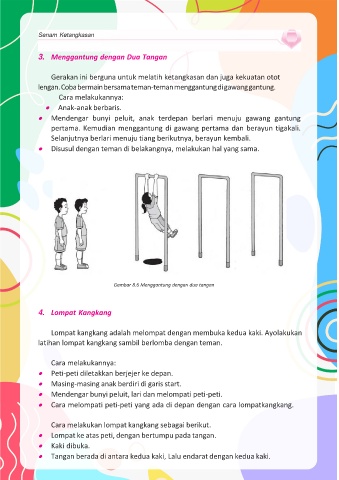 Senam Ketangkasan
3. Menggantung dengan Dua Tangan
Gerakan ini berguna untuk melatih ketangkasan dan juga kekuatan otot
lengan. Coba bermain bersama teman-teman menggantung di gawang gantung.
Cara melakukannya:
● Anak-anak berbaris.
● Mendengar bunyi peluit, anak terdepan berlari menuju gawang gantung
pertama. Kemudian menggantung di gawang pertama dan berayun tigakali.
Selanjutnya berlari menuju tiang berikutnya, berayun kembali.
● Disusul dengan teman di belakangnya, melakukan hal yang sama.
Gambar 8.6 Menggantung dengan dua tangan
4. Lompat Kangkang
Lompat kangkang adalah melompat dengan membuka kedua kaki. Ayolakukan
latihan lompat kangkang sambil berlomba dengan teman.
Cara melakukannya:
● Peti-peti diletakkan berjejer ke depan.
● Masing-masing anak berdiri di garis start.
● Mendengar bunyi peluit, lari dan melompati peti-peti.
● Cara melompati peti-peti yang ada di depan dengan cara lompatkangkang.
Cara melakukan lompat kangkang sebagai berikut.
● Lompat ke atas peti, dengan bertumpu pada tangan.
● Kaki dibuka.
● Tangan berada di antara kedua kaki, Lalu endarat dengan kedua kaki.